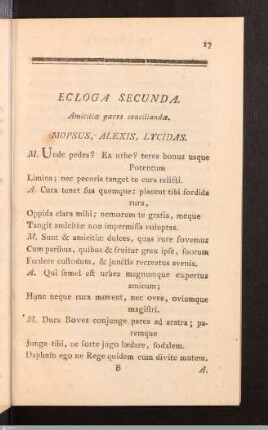 17
ECLOGA SECUNDA.
Amicitiæ pares conciliandæ.
MOPSUS, ALEXIS, LYCIDAS.
M. Unde pedes? Ex urbe? teres bonus usque
Potentum
Limina; nec pecoris tanget te cura relicti.
A. Cura tenet sua quemque: placent tibi sordida
rura,
Oppida clara mihi; nemorum te gratia, meque
Tangit amicitiæ non impermissa voluptas.
M. Sunt & amicitiæ dulces, quas rure fovemus
Cum paribus, quibus & fruitur grex ipse, suorum
Fœdere custodem, & junctis recreatus avenis.
A. Qui semel est urbes magnumque expertus
amicum;
Hunc neque rura movent, nec oves, oviumque
magistri.
M. Dura Boves conjunge pares ad aratra; pa-
remque
Junge tibi, ne forte jugo lædare, sodalem.
Daphnin ego ne Rege quidem cum divite mutem.
B
A.